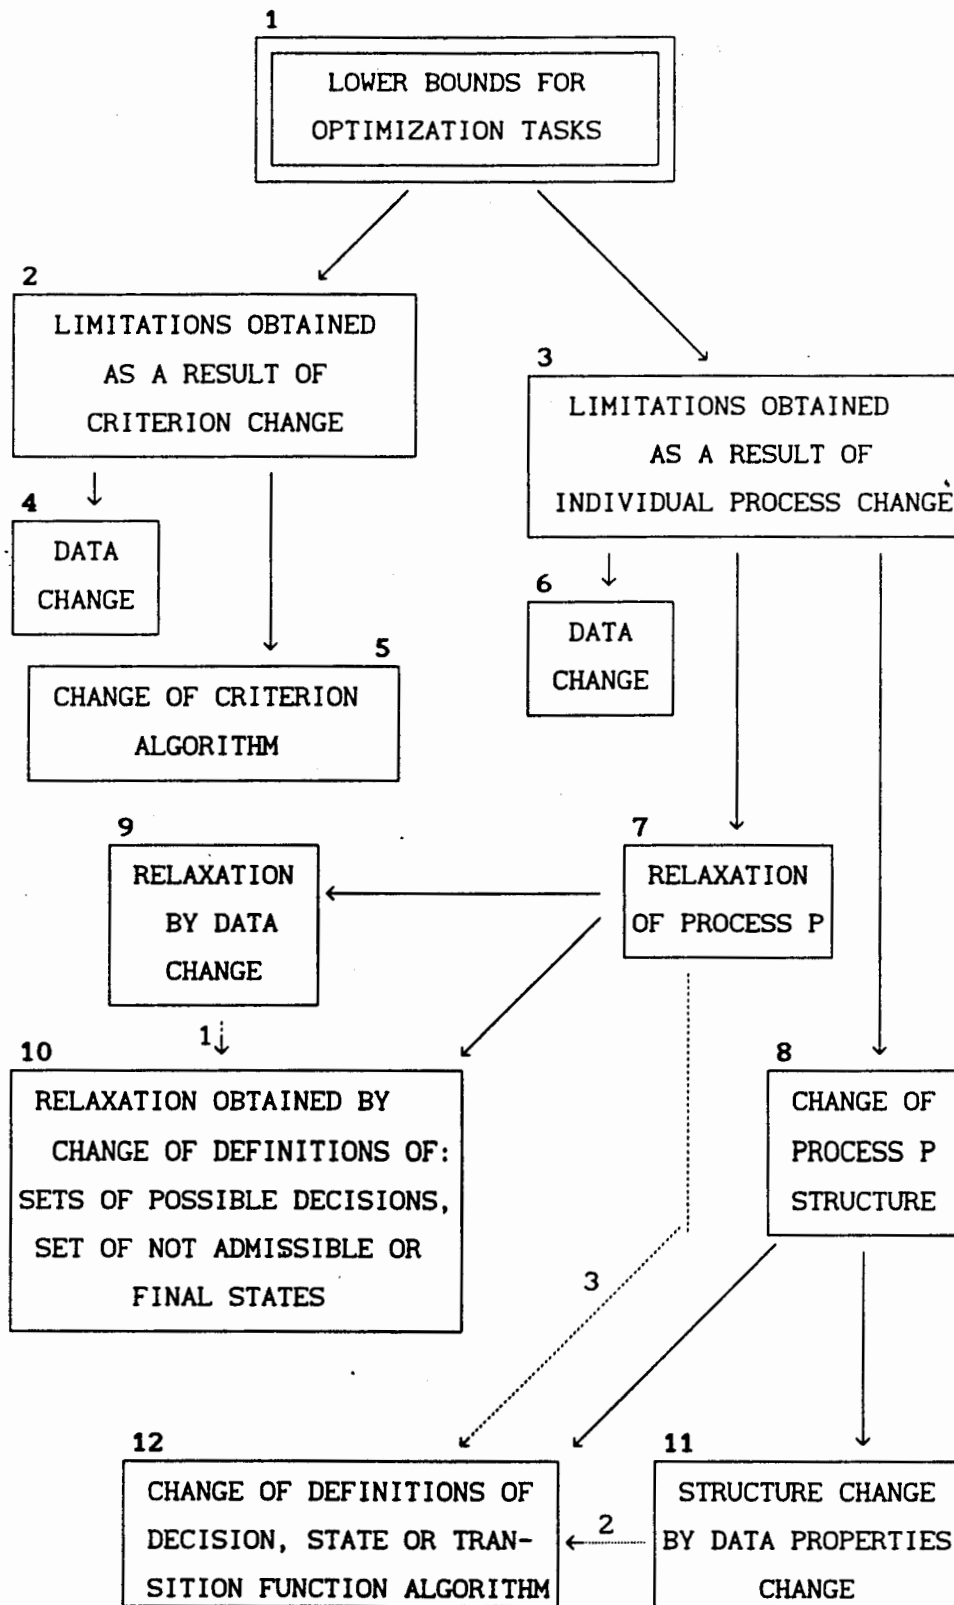 1
LOWER BOUNDS FOR
OPTIMIZATION TASKS
2
LIMITATIONS OBTAINED
AS A RESULT OF
CRITERION CHANGE
3
LIMITATIONS OBTAINED
AS A RESULT OF
INDIVIDUAL PROCESS CHANGE
4
DATA
CHANGE
5
CHANGE OF CRITERION
ALGORITHM
6
DATA
CHANGE
9
RELAXATION
BY DATA
CHANGE
7
RELAXATION
OF PROCESS P
1
10
RELAXATION OBTAINED BY
CHANGE OF DEFINITIONS OF:
SETS OF POSSIBLE DECISIONS,
SET OF NOT ADMISSIBLE OR
FINAL STATES
8
CHANGE OF
PROCESS P
STRUCTURE
3
12
CHANGE OF DEFINITIONS OF
DECISION, STATE OR TRAN-
SITION FUNCTION ALGORITHM
2
11
STRUCTURE CHANGE
BY DATA PROPERTIES
CHANGE